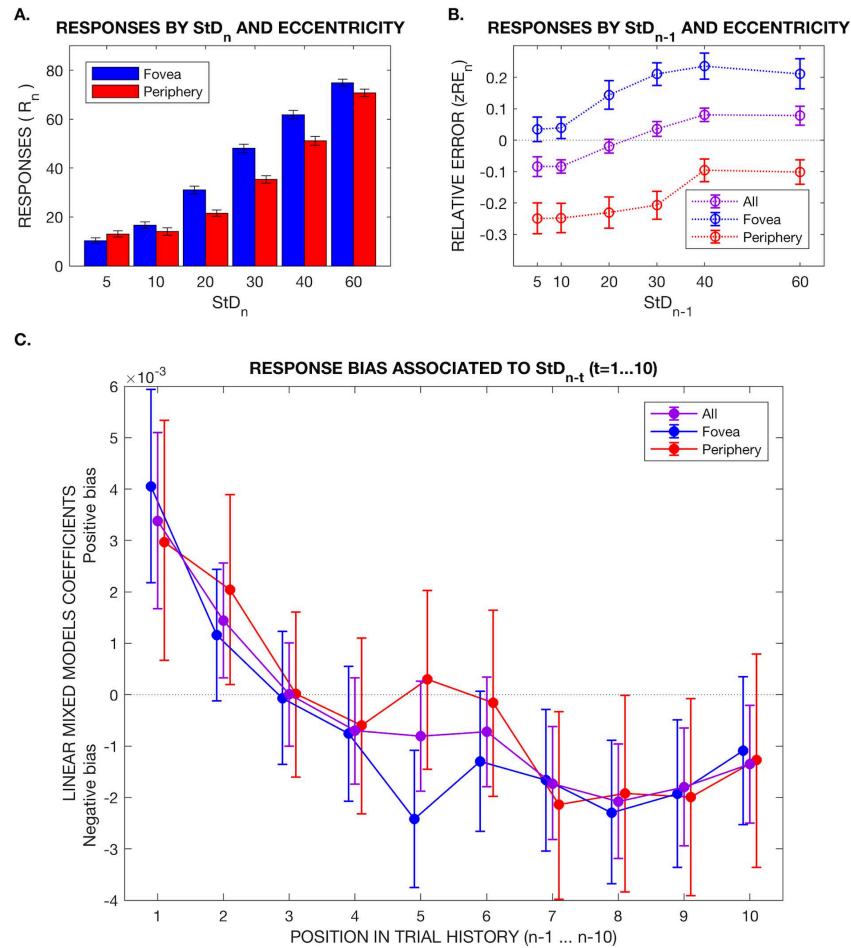 A.
RESPONSES BY StDn AND ECCENTRICITY
RESPONSES ( Rn )
80
60
40
20
0
Fovea
Periphery
5 10 20 30 40 60
StDn
B.
RESPONSES BY StDn-1 AND ECCENTRICITY
RELATIVE ERROR (zREn)
0.2
0.1
0
-0.1
-0.2
-0.3
All
Fovea
Periphery
5 10 20 30 40 60
StDn-1
C.
RESPONSE BIAS ASSOCIATED TO StDn-t (t=1...10)
×10-3
LINEAR MIXED MODELS COEFFICIENTS
Negative bias Positive bias
6
5
4
3
2
1
0
-1
-2
-3
-4
All
Fovea
Periphery
1 2 3 4 5 6 7 8 9 10
POSITION IN TRIAL HISTORY (n-1 ... n-10)